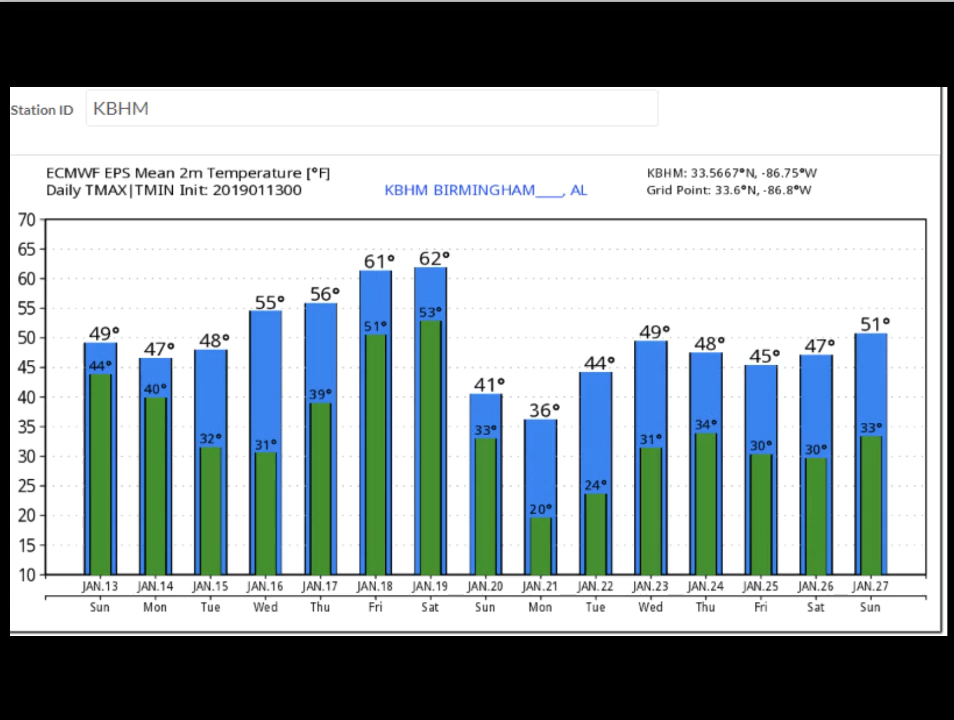 Station ID KBHM
ECMWF EPS Mean 2m Temperature [°F]
Daily TMAX|TMIN Init: 2019011300
KBHM BIRMINGHAM___, AL
KBHM: 33.5667°N, -86.75°W
Grid Point: 33.6°N, -86.8°W
70
65
60
55
50
45
40
35
30
25
20
15
10
49° 47° 48° 55° 56° 61° 62° 41° 36° 44° 49° 48° 45° 47° 51°
44° 40° 32° 31° 39° 51° 53° 33° 20° 24° 31° 34° 30° 30° 33°
JAN.13 JAN.14 JAN.15 JAN.16 JAN.17 JAN.18 JAN.19 JAN.20 JAN.21 JAN.22 JAN.23 JAN.24 JAN.25 JAN.26 JAN.27
Sun Mon Tue Wed Thu Fri Sat Sun Mon Tue Wed Thu Fri Sat Sun